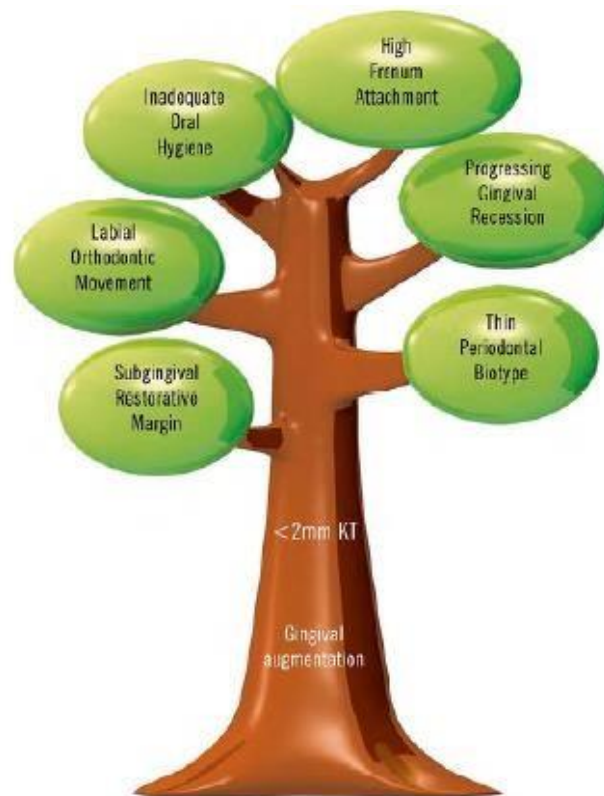 High
Frenum
Attachment
Inadequate
Oral
Hygiene
Progressing
Gingival
Recession
Labial
Orthodontic
Movement
Thin
Periodontal
Biotype
Subgingival
Restorative
Margin
<2mm KT
Gingival
augmentation